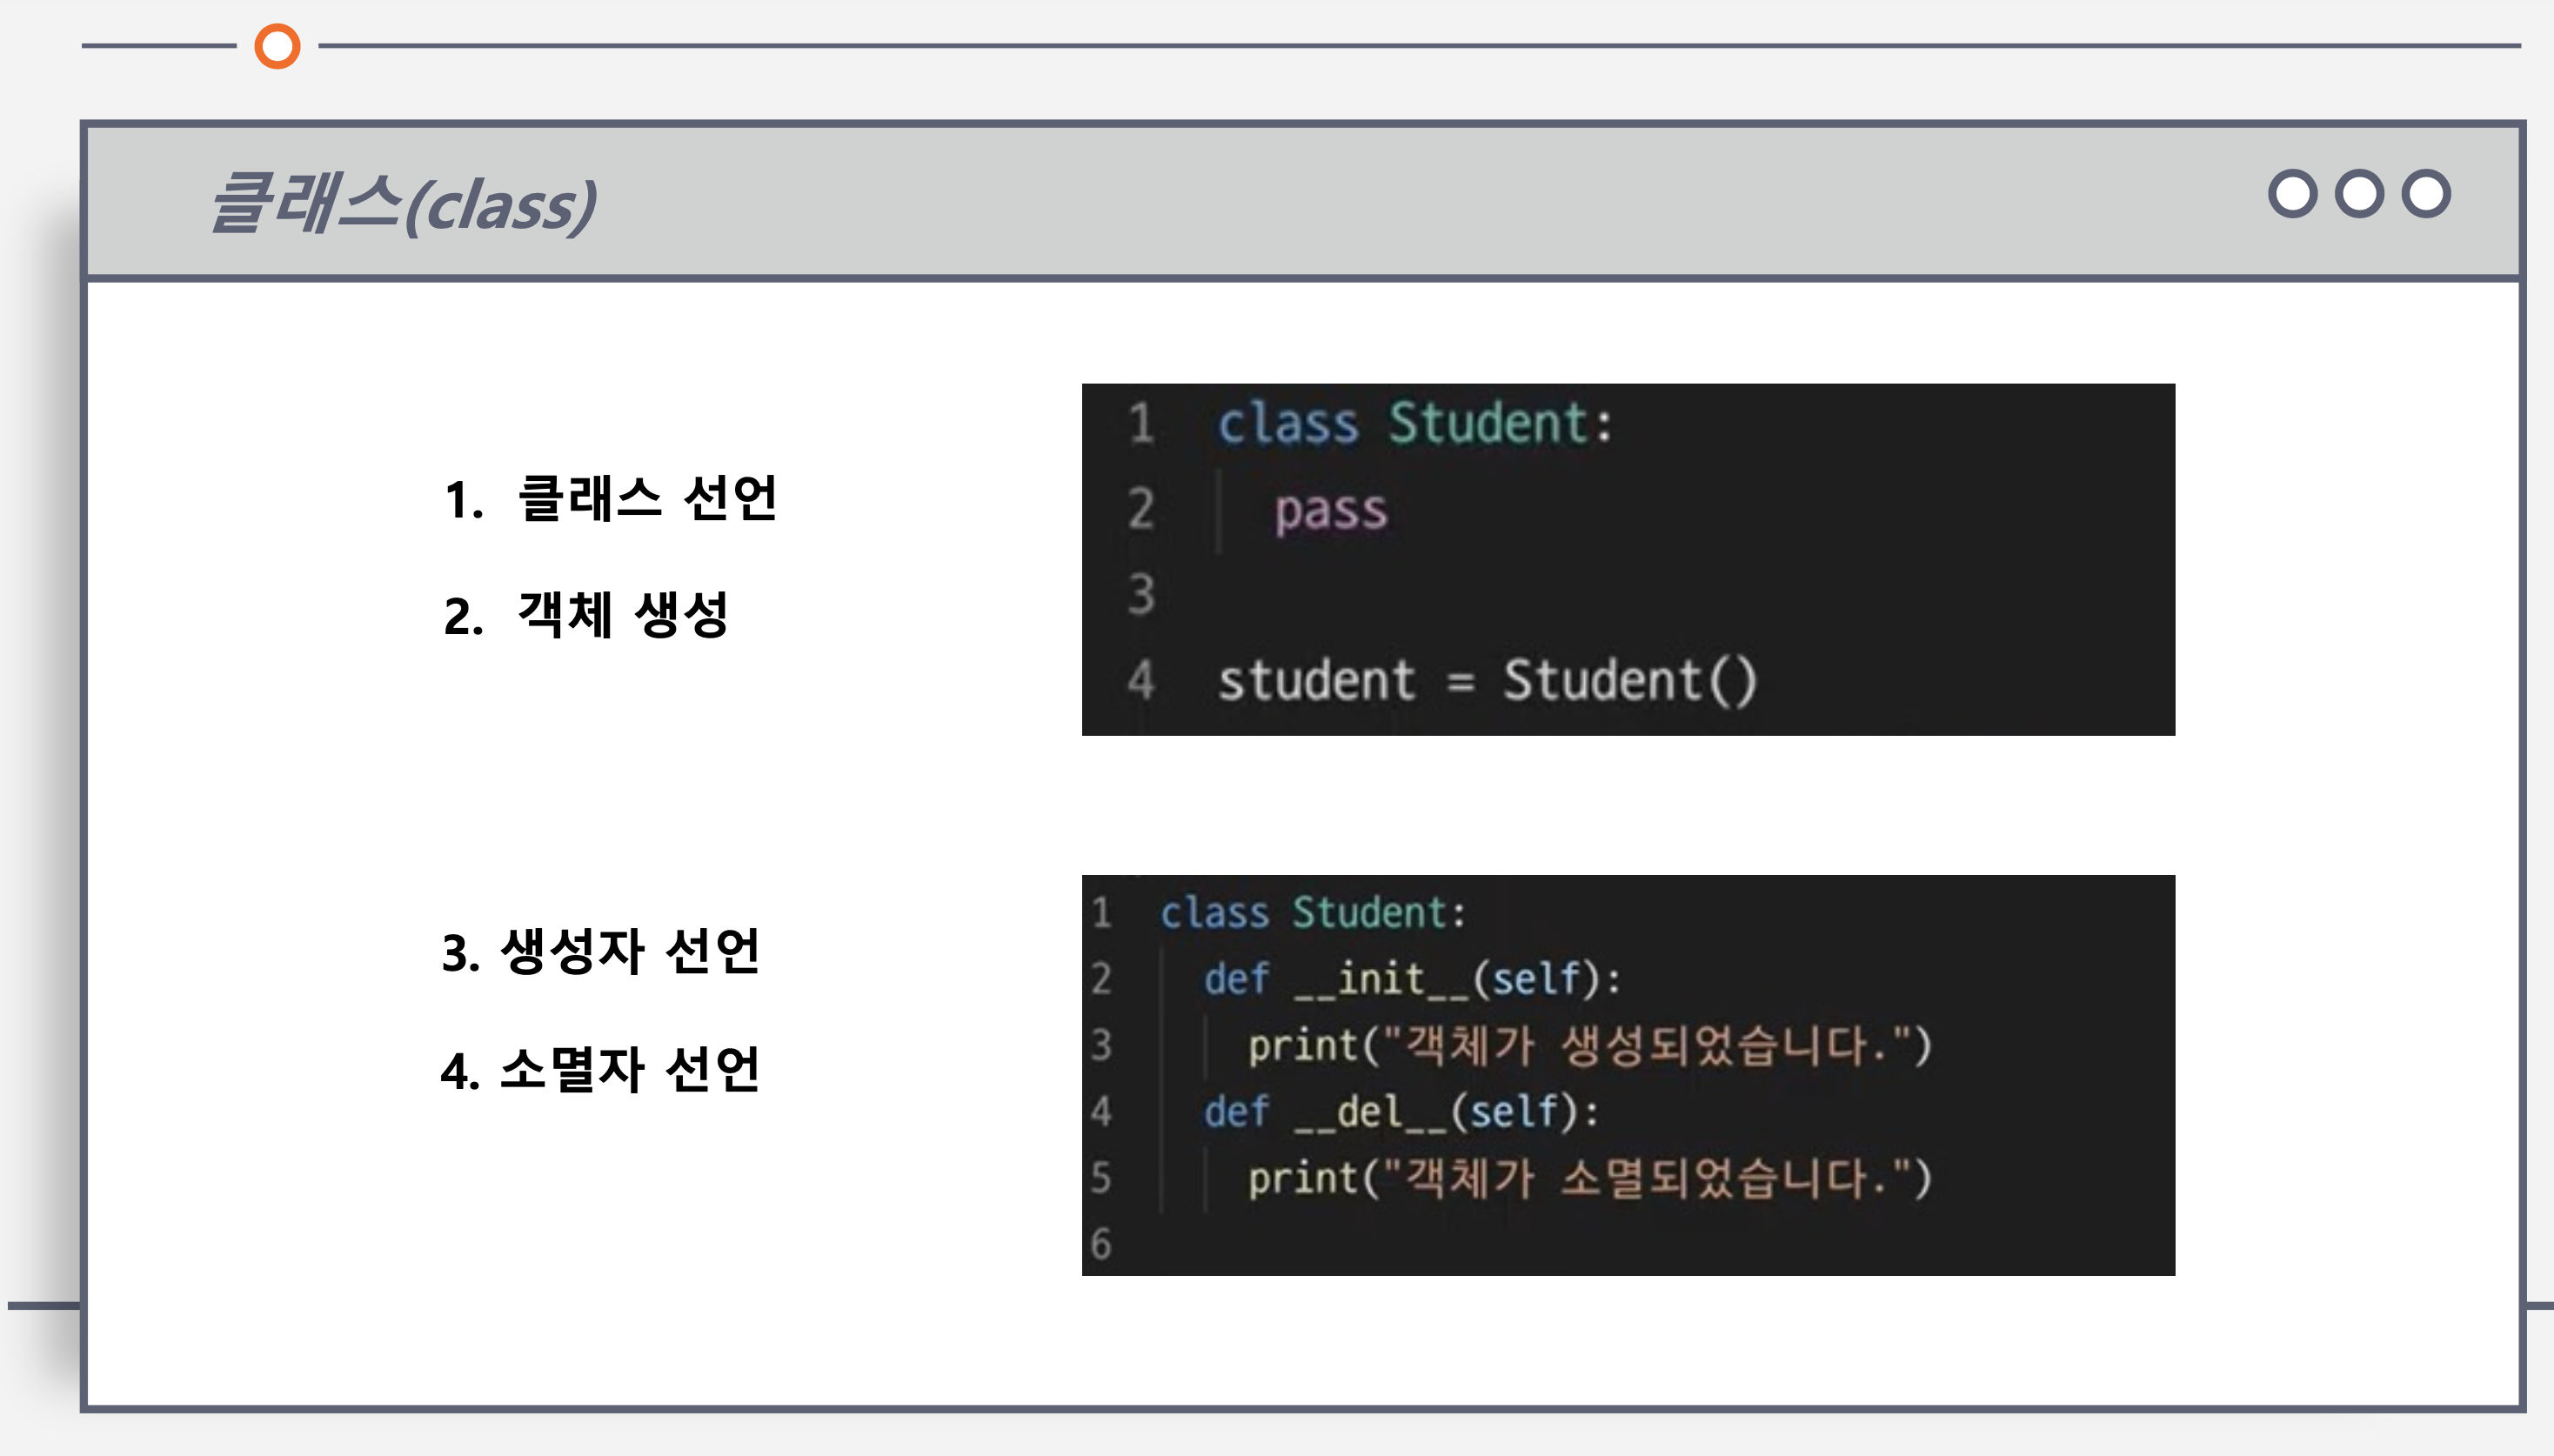 클래스(class)
1. 클래스 선언
2. 객체 생성
1 class Student:
2 pass
3
4 student = Student()
3. 생성자 선언
4. 소멸자 선언
1 class Student:
2 def __init__(self):
3 print("객체가 생성되었습니다.")
4 def __del__(self):
5 print("객체가 소멸되었습니다.")
6